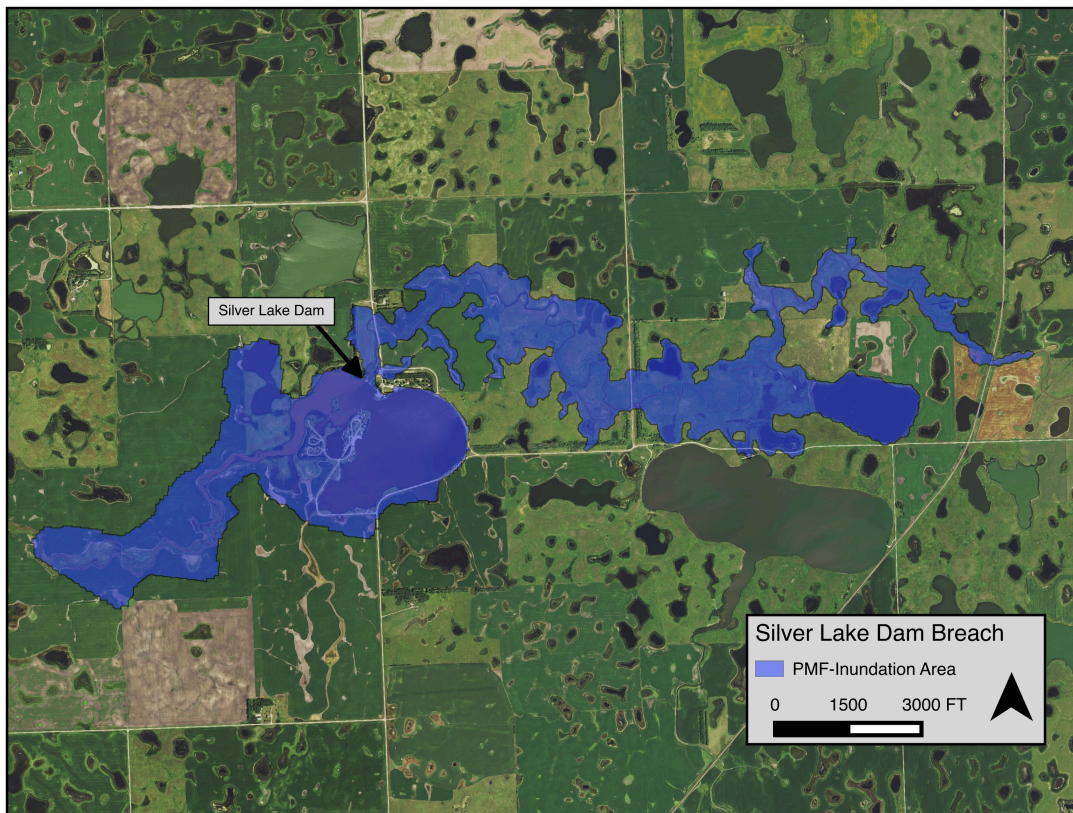 Silver Lake Dam
Silver Lake Dam Breach
PMF-Inundation Area
0 1500 3000 FT